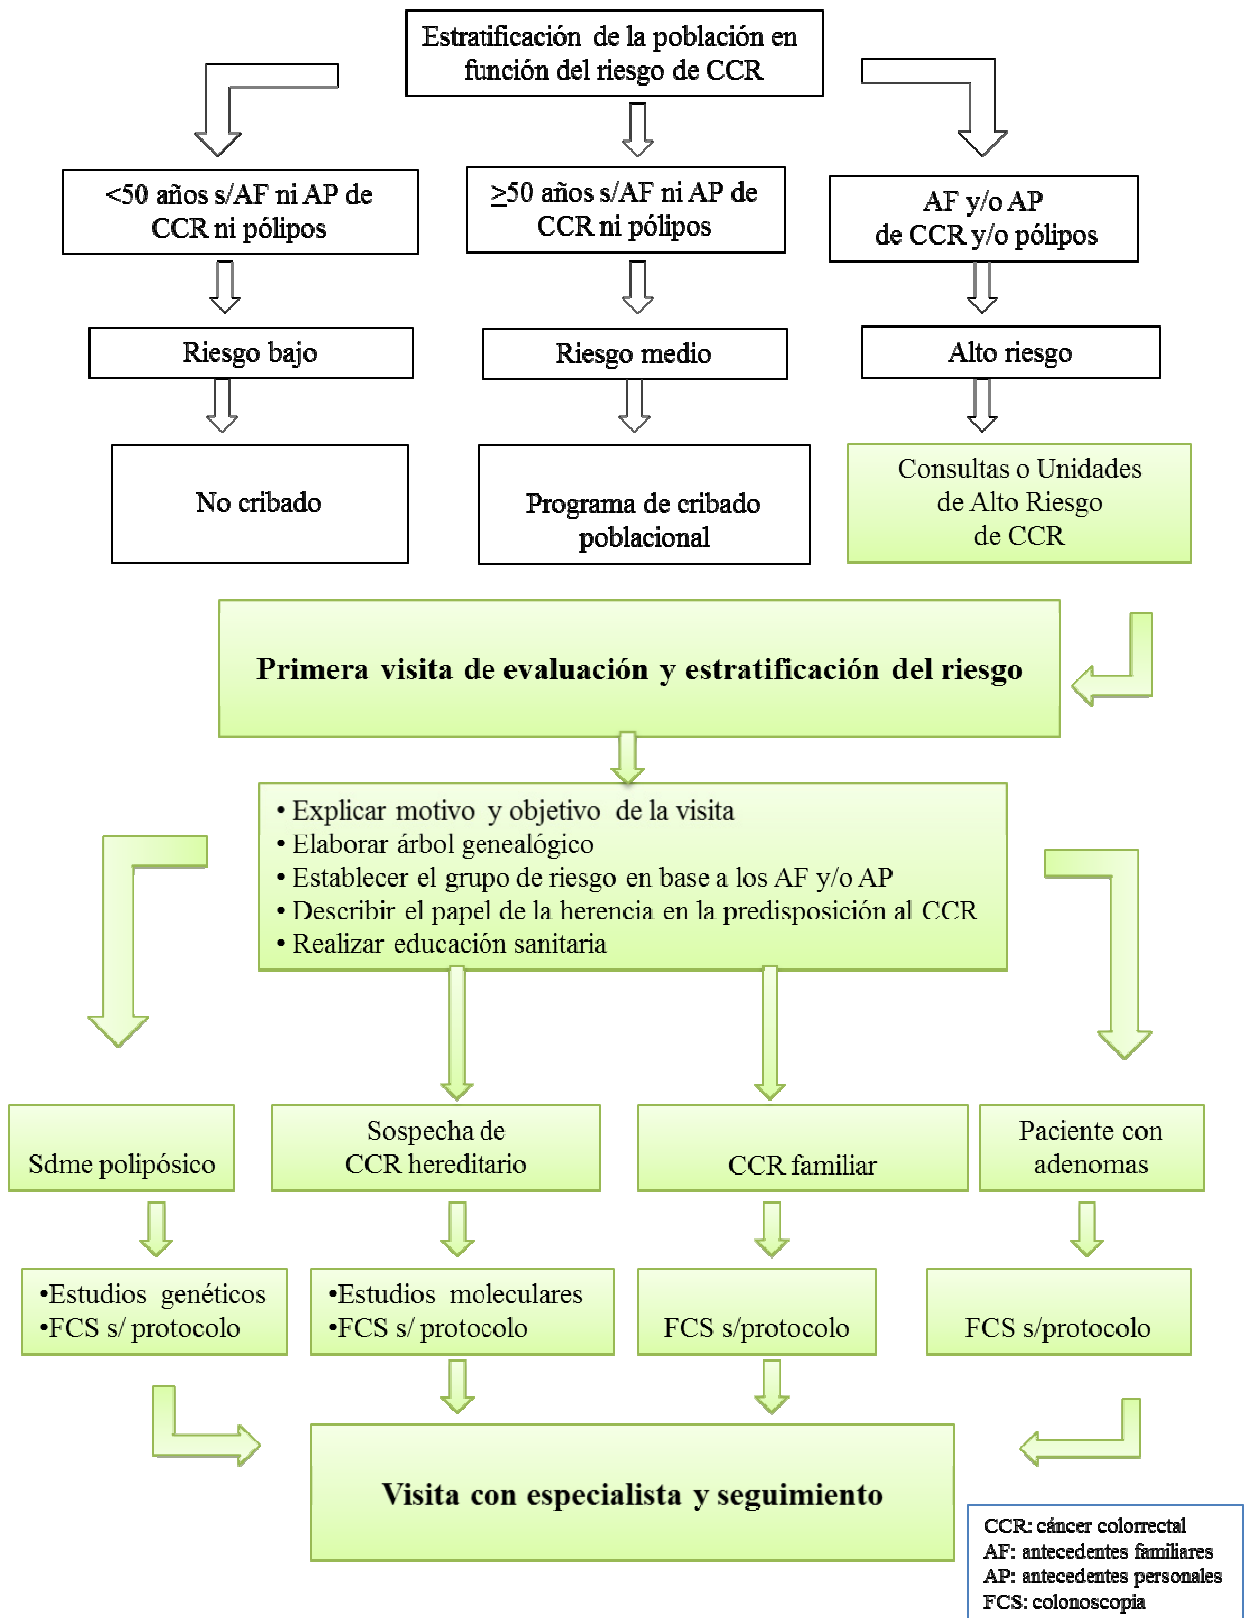 Estratificación de la población en
función del riesgo de CCR
<50 años s/AF ni AP de
CCR ni pólipos
≥50 años s/AF ni AP de
CCR ni pólipos
AF y/o AP
de CCR y/o pólipos
Riesgo bajo
Riesgo medio
Alto riesgo
No cribado
Programa de cribado
poblacional
Consultas o Unidades
de Alto Riesgo
de CCR
Primera visita de evaluación y estratificación del riesgo
• Explicar motivo y objetivo de la visita
• Elaborar árbol genealógico
• Establecer el grupo de riesgo en base a los AF y/o AP
• Describir el papel de la herencia en la predisposición al CCR
• Realizar educación sanitaria
Sdme polipósico
Sospecha de
CCR hereditario
CCR familiar
Paciente con
adenomas
•Estudios genéticos
•FCS s/ protocolo
•Estudios moleculares
•FCS s/ protocolo
FCS s/protocolo
FCS s/protocolo
Visita con especialista y seguimiento
CCR: cáncer colorrectal
AF: antecedentes familiares
AP: antecedentes personales
FCS: colonoscopia